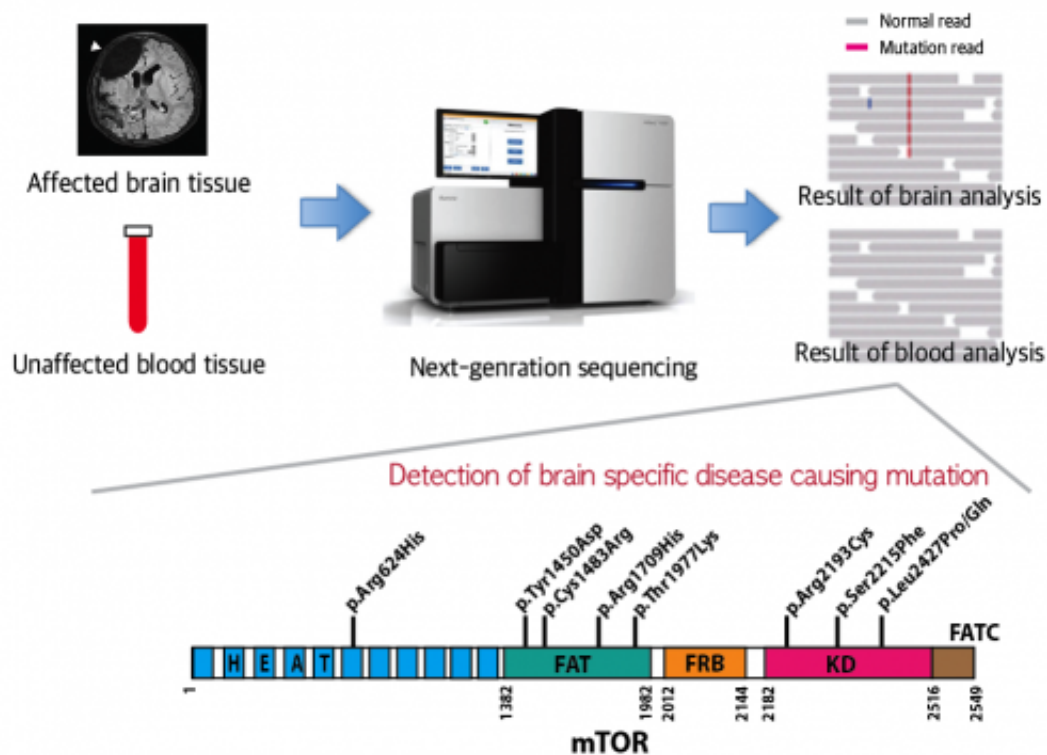 Normal read
Mutation read
Affected brain tissue
Result of brain analysis
Unaffected blood tissue
Next-genration sequencing
Result of blood analysis
Detection of brain specific disease causing mutation
p.Arg624His
p.Tyr1450Asp
p.Cys1483Arg
p.Arg1709His
p.Thr1977Lys
p.Arg2193Cys
p.Ser2215Phe
p.Leu2427Pro/Gln
FATC
H E A T
FAT
FRB
KD
1
1382
1982
2012
2144
2182
2516
2549
mTOR